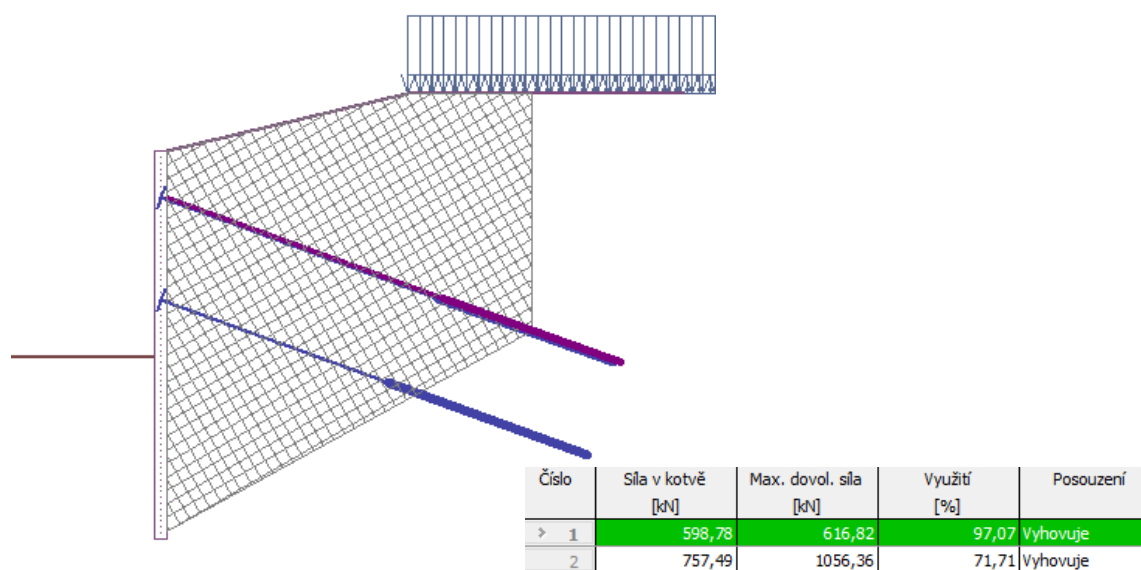 Číslo Síla v kotvě Max. dovol. síla Využití Posouzení
[kN] [kN] [%]
1 598,78 616,82 97,07 Vyhovuje
2 757,49 1056,36 71,71 Vyhovuje